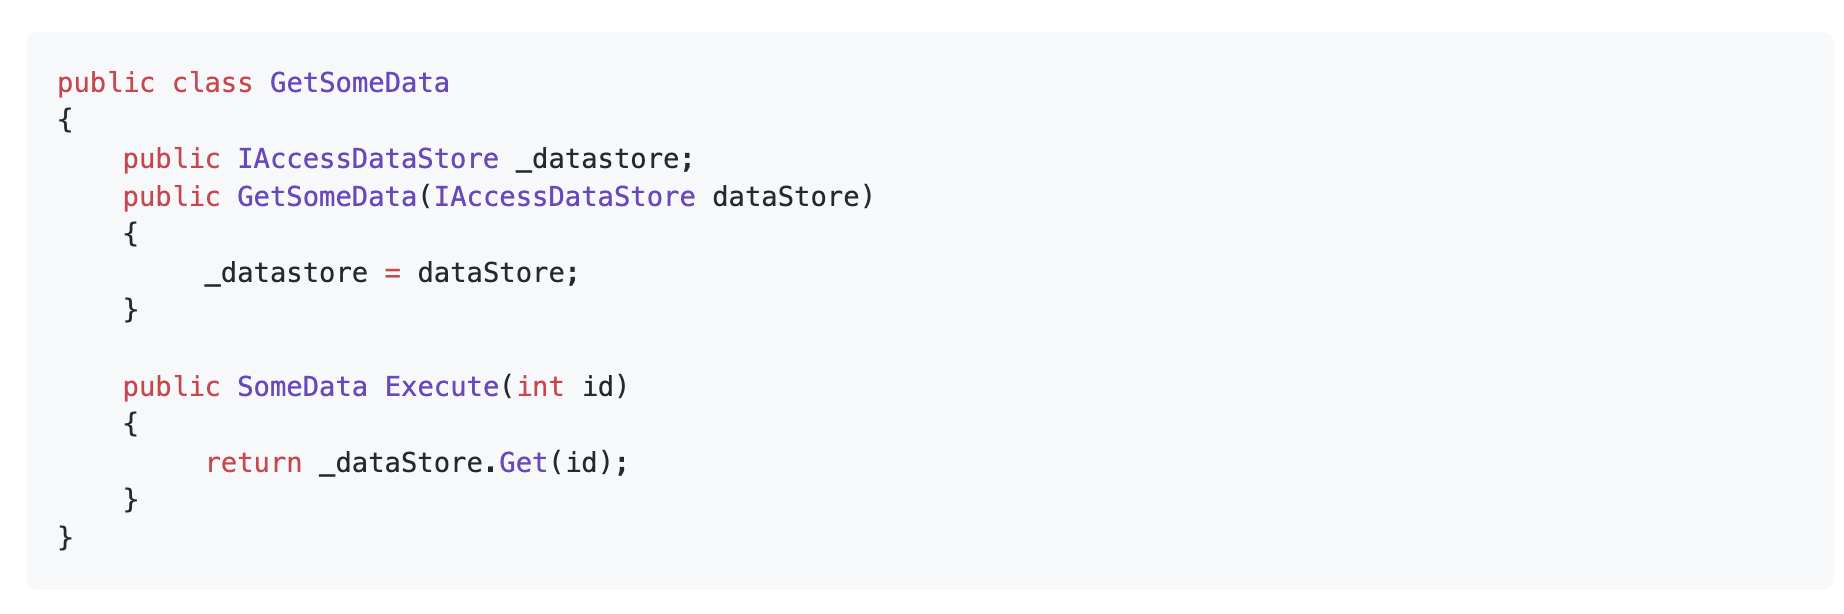 public class GetSomeData
{
    public IAccessDataStore _datastore;
    public GetSomeData(IAccessDataStore dataStore)
    {
         _datastore = dataStore;
    }

    public SomeData Execute(int id)
    {
         return _dataStore.Get(id);
    }
}